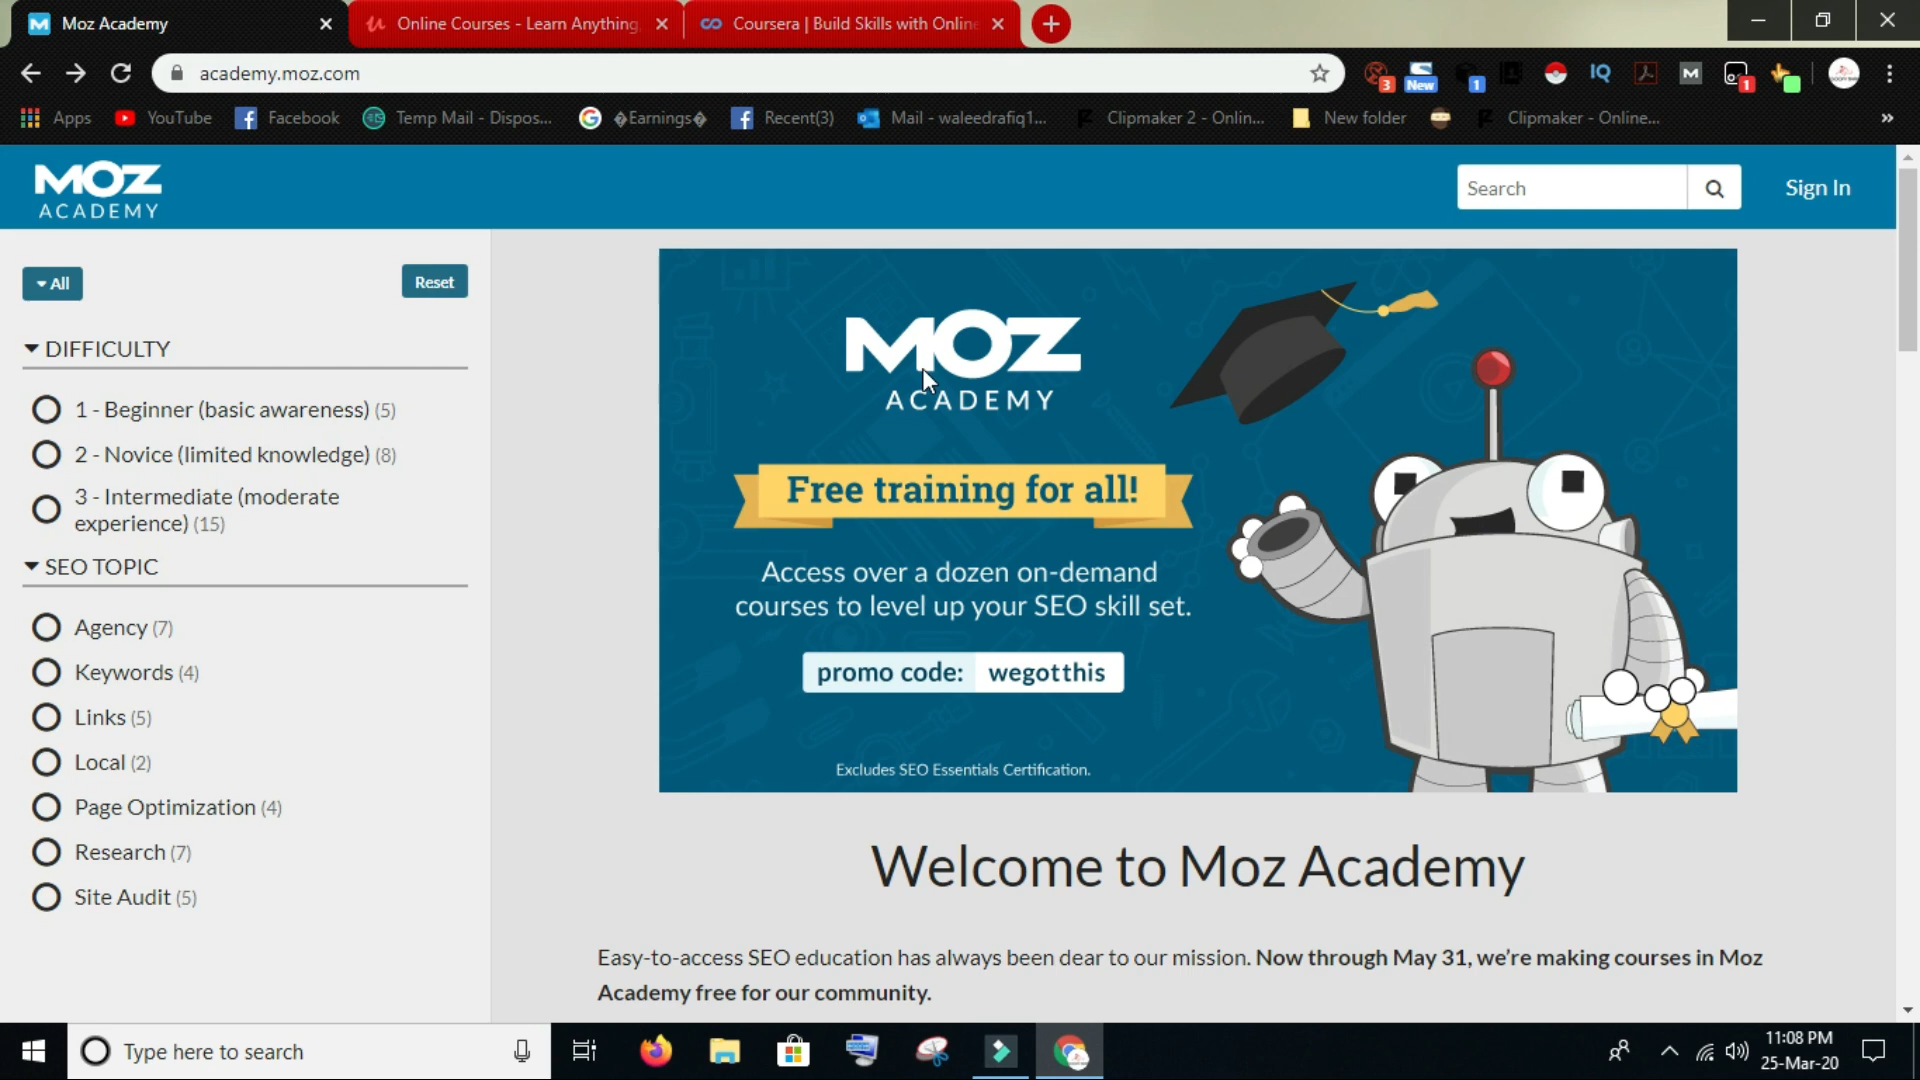 Moz Academy
Online Courses - Learn Anything,
Coursera | Build Skills with Onlin
academy.moz.com
3
New
1
IQ
M
1
Apps
YouTube
Facebook
Temp Mail - Dispos...
�Earnings�
Recent(3)
Mail - waleedrafiq1...
Clipmaker 2 - Onlin...
New folder
Clipmaker - Online...
»
MOZ
ACADEMY
Search
Sign In
All
Reset
DIFFICULTY
1 - Beginner (basic awareness) (5)
2 - Novice (limited knowledge) (8)
3 - Intermediate (moderate
experience) (15)
SEO TOPIC
Agency (7)
Keywords (4)
Links (5)
Local (2)
Page Optimization (4)
Research (7)
Site Audit (5)
MOZ
ACADEMY
Free training for all!
Access over a dozen on-demand
courses to level up your SEO skill set.
promo code: wegotthis
Excludes SEO Essentials Certification.
Welcome to Moz Academy
Easy-to-access SEO education has always been dear to our mission. Now through May 31, we're making courses in Moz
Academy free for our community.
Type here to search
11:08 PM
25-Mar-20